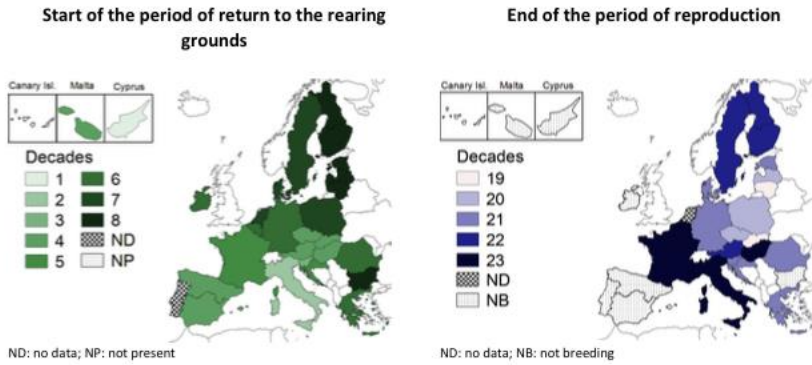 Start of the period of return to the rearing
grounds
Canary Isl. Malta Cyprus
Decades
1 6
2 7
3 8
4 ND
5 NP
ND: no data; NP: not present
End of the period of reproduction
Canary Isl. Malta Cyprus
Decades
19
20
21
22
23
ND
NB
ND: no data; NB: not breeding